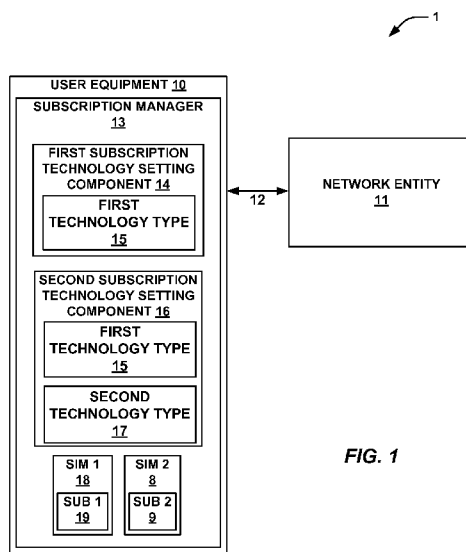 1
USER EQUIPMENT 10
SUBSCRIPTION MANAGER
13
FIRST SUBSCRIPTION
TECHNOLOGY SETTING
COMPONENT 14
FIRST
TECHNOLOGY TYPE
15
12
NETWORK ENTITY
11
SECOND SUBSCRIPTION
TECHNOLOGY SETTING
COMPONENT 16
FIRST
TECHNOLOGY TYPE
15
SECOND
TECHNOLOGY TYPE
17
SIM 1
18
SUB 1
19
SIM 2
8
SUB 2
9
FIG. 1